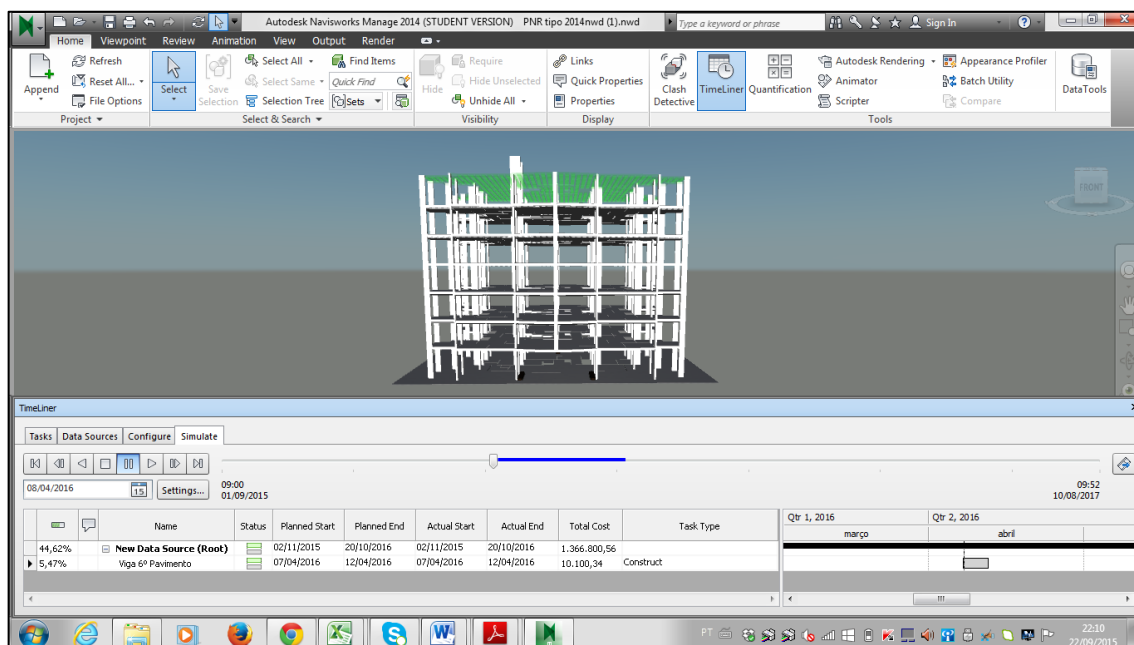 Autodesk Navisworks Manage 2014 (STUDENT VERSION) PNR tipo 2014nwd (1).nwd
Type a keyword or phrase
Sign In
Home Viewpoint Review Animation View Output Render
Append
Refresh
Reset All...
File Options
Project
Select
Save Selection
Select All
Select Same
Selection Tree
Find Items
Quick Find
Sets
Select & Search
Hide
Require
Hide Unselected
Unhide All
Visibility
Links
Quick Properties
Properties
Display
Clash Detective
TimeLiner
Quantification
Autodesk Rendering
Animator
Scripter
Appearance Profiler
Batch Utility
Compare
Tools
DataTools
FRONT
TimeLiner
Tasks Data Sources Configure Simulate
08/04/2016
15
Settings...
09:00
01/09/2015
09:52
10/08/2017
Name Status Planned Start Planned End Actual Start Actual End Total Cost Task Type
Qtr 1, 2016 Qtr 2, 2016
março abril
44,62% New Data Source (Root) 02/11/2015 20/10/2016 02/11/2015 20/10/2016 1.366.800,56
5,47% Viga 6º Pavimento 07/04/2016 12/04/2016 07/04/2016 12/04/2016 10.100,34 Construct
PT
22:10
22/09/2015